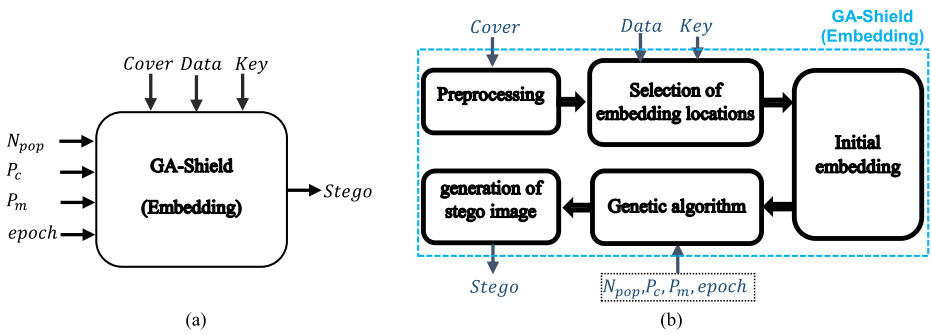 Cover Data Key
N_pop
P_c
P_m
epoch
GA-Shield
(Embedding)
Stego
(a)
GA-Shield
(Embedding)
Cover
Data Key
Preprocessing
Selection of
embedding locations
Initial
embedding
generation of
stego image
Genetic algorithm
Stego
N_pop, P_c, P_m, epoch
(b)